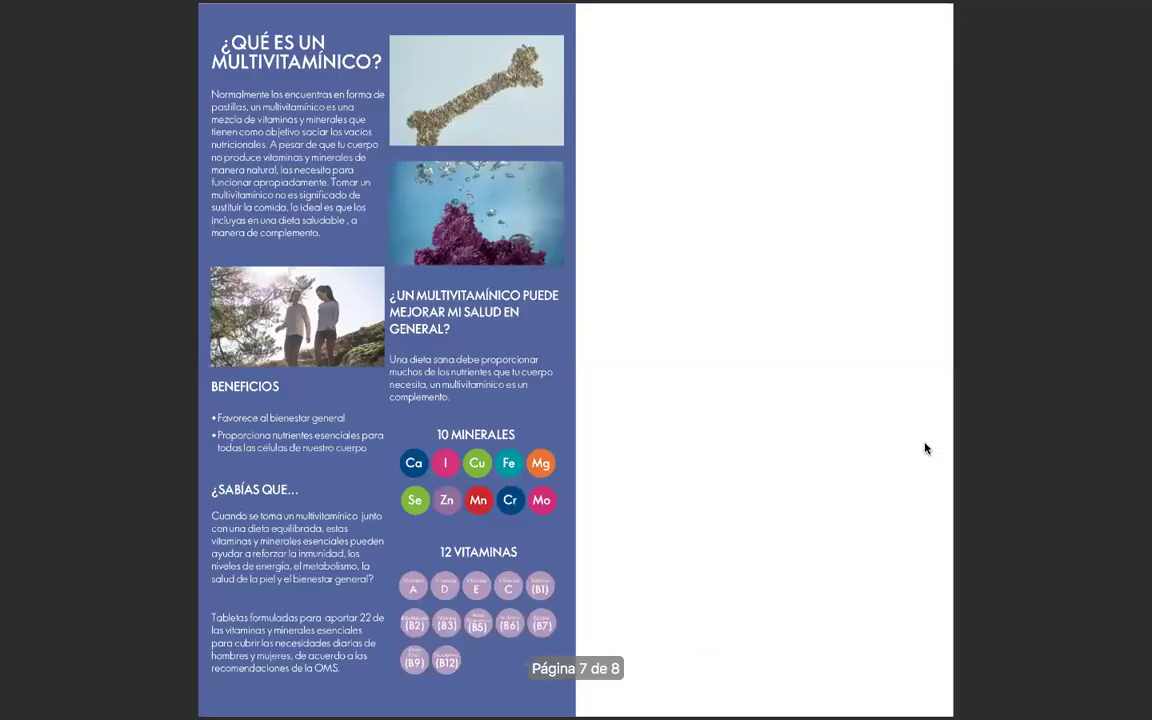 ¿QUÉ ES UN
MULTIVITAMÍNICO?
Normalmente los encuentras en forma de
pastillas, un multivitamínico es una
mezcla de vitaminas y minerales que
tienen como objetivo saciar los vacíos
nutricionales. A pesar de que tu cuerpo
no produce vitaminas y minerales de
manera natural, las necesita para
funcionar apropiadamente. Tomar un
multivitamínico no es significado de
sustituir la comida, lo ideal es que los
incluyas en una dieta saludable , a
manera de complemento.
BENEFICIOS
• Favorece al bienestar general
• Proporciona nutrientes esenciales para
todas las células de nuestro cuerpo
¿SABÍAS QUE...
Cuando se toma un multivitamínico junto
con una dieta equilibrada, estas
vitaminas y minerales esenciales pueden
ayudar a reforzar la inmunidad, los
niveles de energía, el metabolismo, la
salud de la piel y el bienestar general?
Tabletas formuladas para aportar 22 de
las vitaminas y minerales esenciales
para cubrir las necesidades diarias de
hombres y mujeres, de acuerdo a las
recomendaciones de la OMS.
¿UN MULTIVITAMÍNICO PUEDE
MEJORAR MI SALUD EN
GENERAL?
Una dieta sana debe proporcionar
muchos de los nutrientes que tu cuerpo
necesita, un multivitamínico es un
complemento.
10 MINERALES
Ca I Cu Fe Mg
Se Zn Mn Cr Mo
12 VITAMINAS
A D E C (B1)
(B2) (B3) (B5) (B6) (B7)
(B9) (B12)
Página 7 de 8